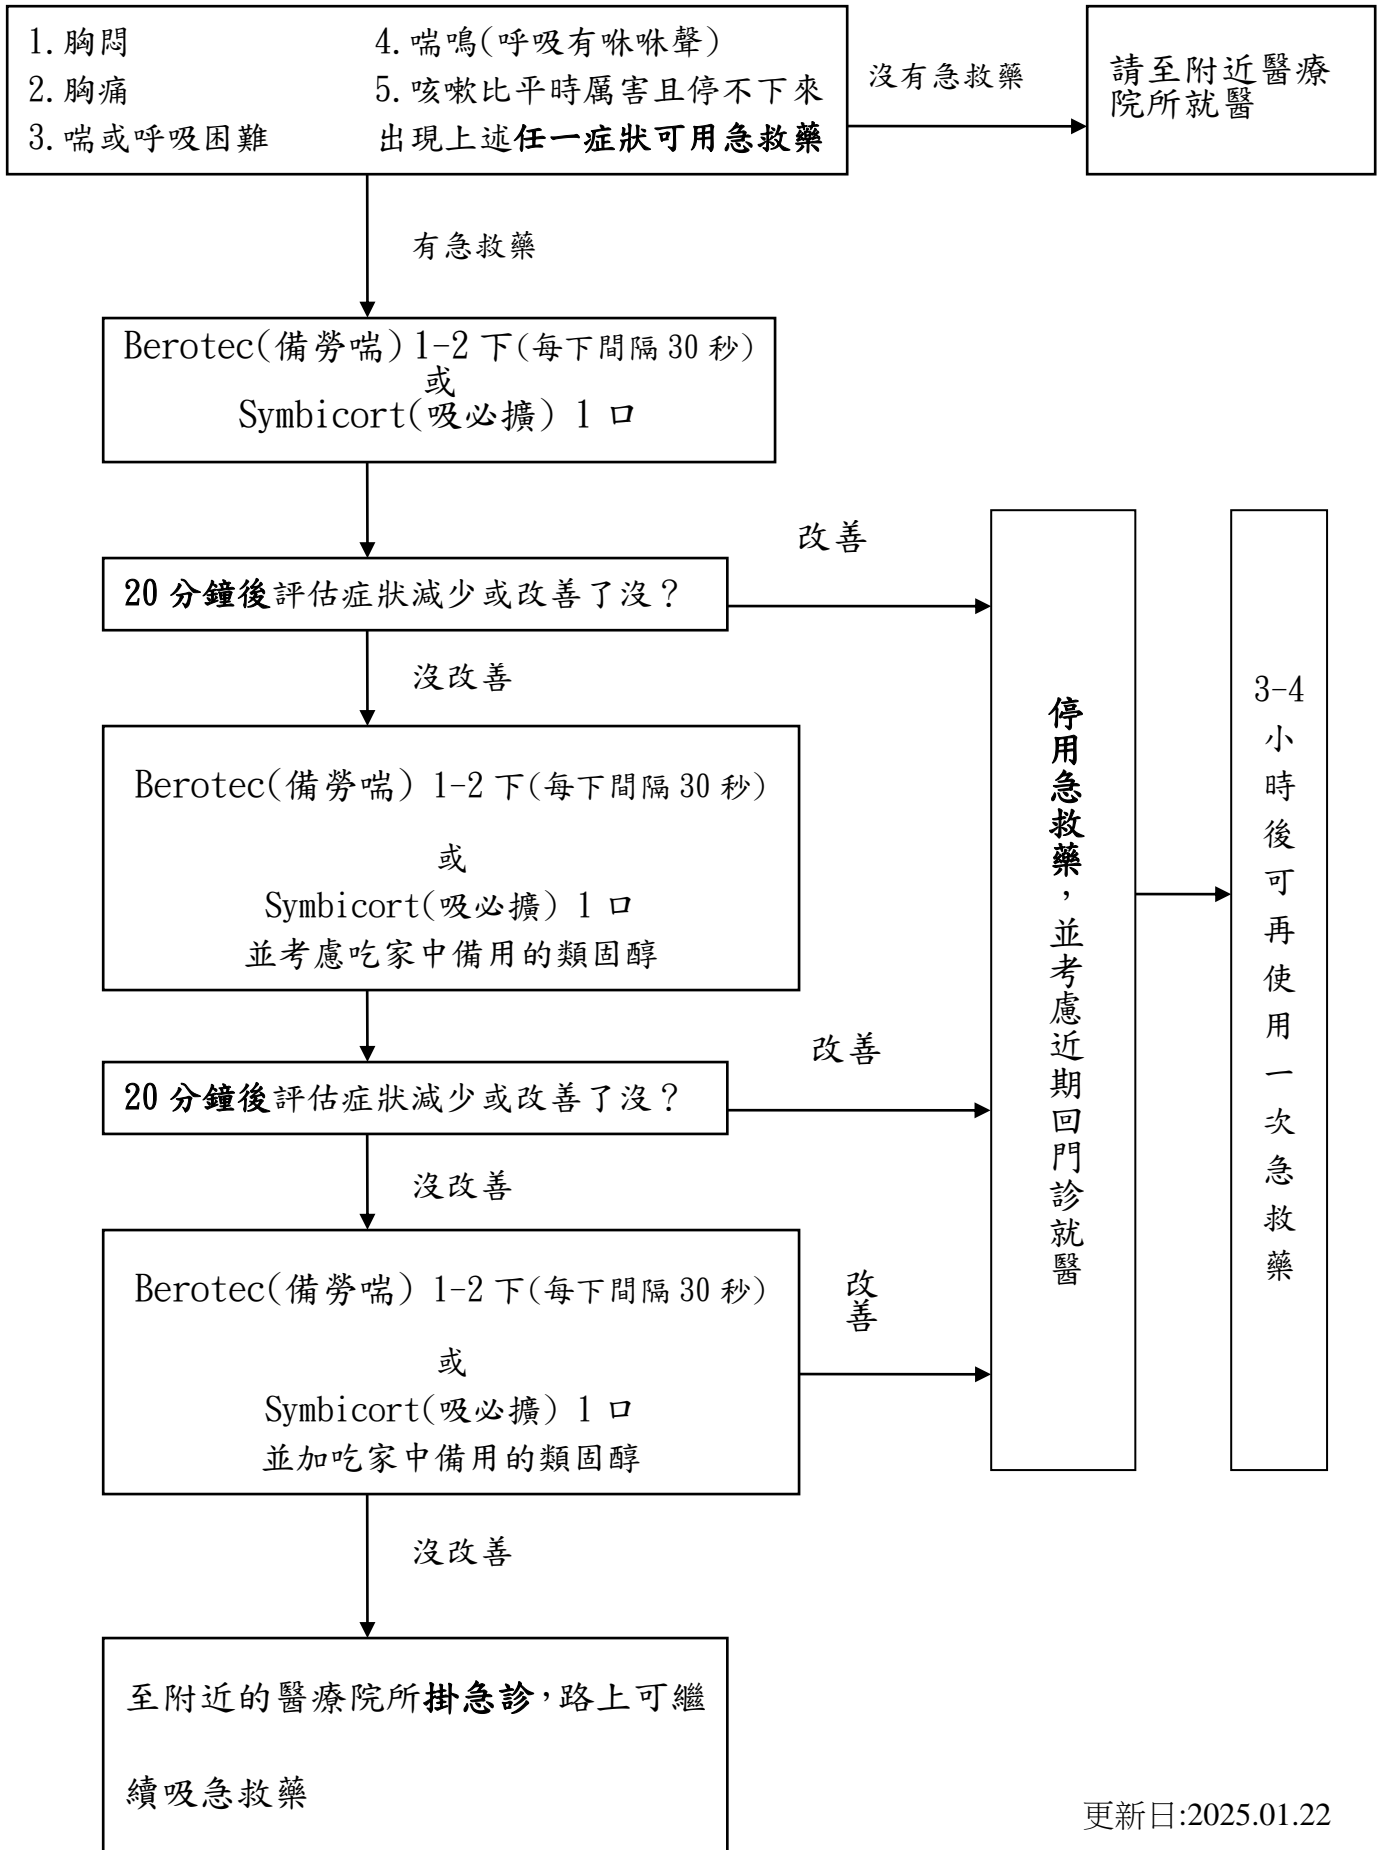 1.胸悶
2.胸痛
3.喘或呼吸困難
4.喘鳴(呼吸有咻咻聲)
5.咳嗽比平時厲害且停不下來
出現上述任一症狀可用急救藥
沒有急救藥
請至附近醫療
院所就醫
有急救藥
Berotec(備勞喘)1-2下(每下間隔30秒)
或
Symbicort(吸必擴) 1口
20分鐘後評估症狀減少或改善了沒？
改善
沒改善
Berotec(備勞喘) 1-2下(每下間隔30秒)
或
Symbicort(吸必擴) 1口
並考慮吃家中備用的類固醇
20分鐘後評估症狀減少或改善了沒？
改善
沒改善
Berotec(備勞喘) 1-2下(每下間隔30秒)
或
Symbicort(吸必擴) 1口
並加吃家中備用的類固醇
改善
停用急救藥，並考慮近期回門診就醫
3-4小時後可再使用一次急救藥
沒改善
至附近的醫療院所掛急診，路上可繼
續吸急救藥
更新日:2025.01.22